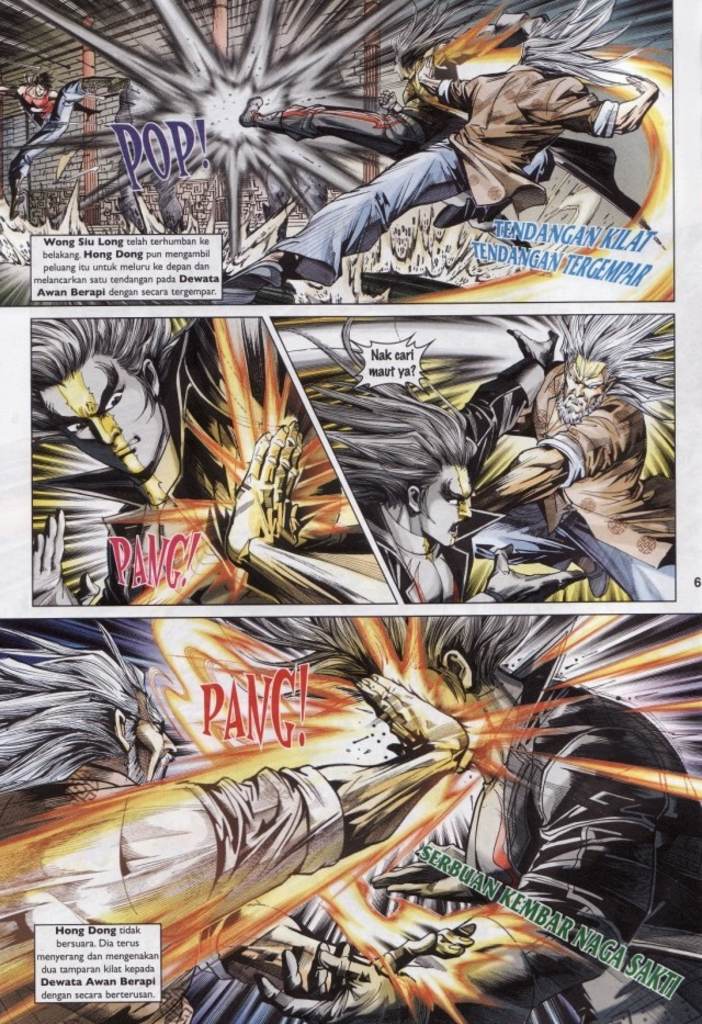 POP!
Wong Siu Long telah terhumban ke
belakang. Hong Dong pun mengambil
peluang itu untuk meluru ke depan dan
melancarkan satu tendangan pada Dewata
Awan Berapi dengan secara tergempar.
TENDANGAN KILAT
TENDANGAN TERGEMPAR
PANG!
Nak cari
maut ya?
6
PANG!
SERBUAN KEMBAR NAGA SAKTI
Hong Dong tidak
bersuara. Dia terus
menyerang dan mengenakan
dua tamparan kilat kepada
Dewata Awan Berapi
dengan secara berterusan.